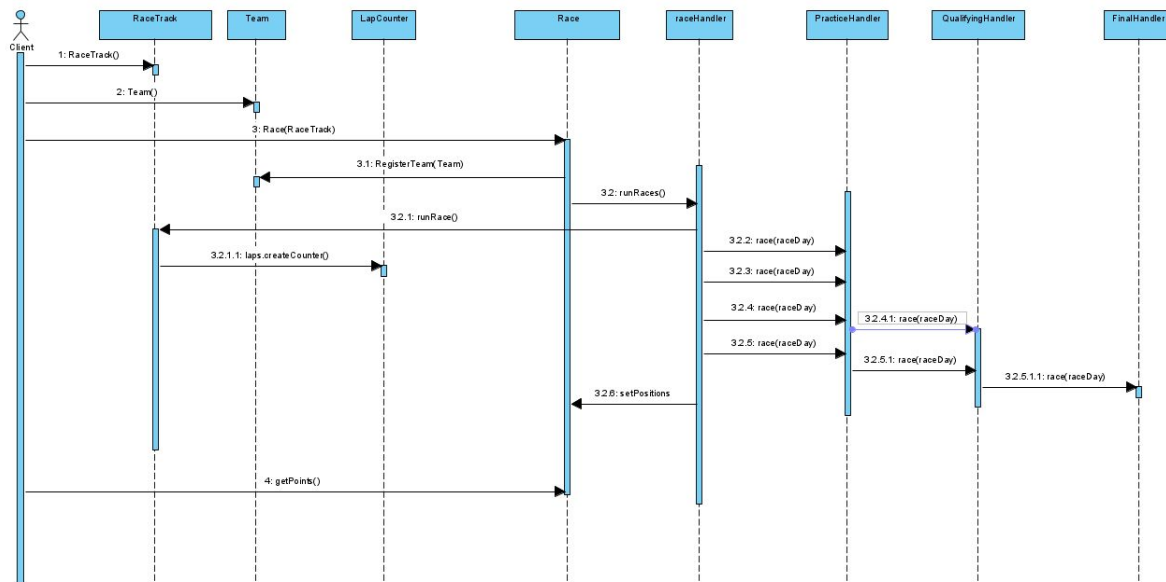 RaceTrack
Team
LapCounter
Race
raceHandler
PracticeHandler
QualifyingHandler
FinalHandler
Client
1: RaceTrack()
2: Team()
3: Race(RaceTrack)
3.1: RegisterTeam(Team)
3.2: runRaces()
3.2.1: runRace()
3.2.2: race(raceDay)
3.2.1.1: laps.createCounter()
3.2.3: race(raceDay)
3.2.4: race(raceDay)
3.2.4.1: race(raceDay)
3.2.5: race(raceDay)
3.2.5.1: race(raceDay)
3.2.5.1.1: race(raceDay)
3.2.6: setPositions
4: getPoints()